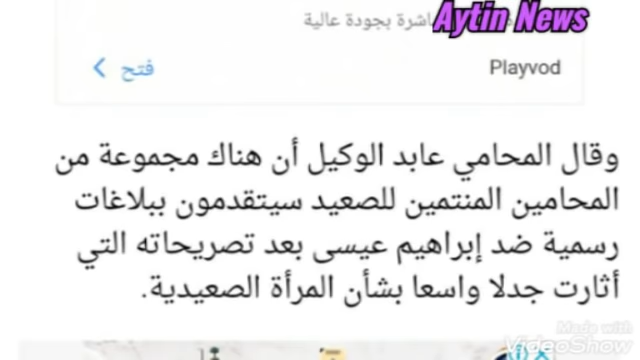 Aytin News
اشرة بجودة عالية
Playvod
فتح
وقال المحامي عابد الوكيل أن هناك مجموعة من
المحامين المنتمين للصعيد سيتقدمون ببلاغات
رسمية ضد إبراهيم عيسى بعد تصريحاته التي
أثارت جدلا واسعا بشأن المرأة الصعيدية.
Made with
VideoShow